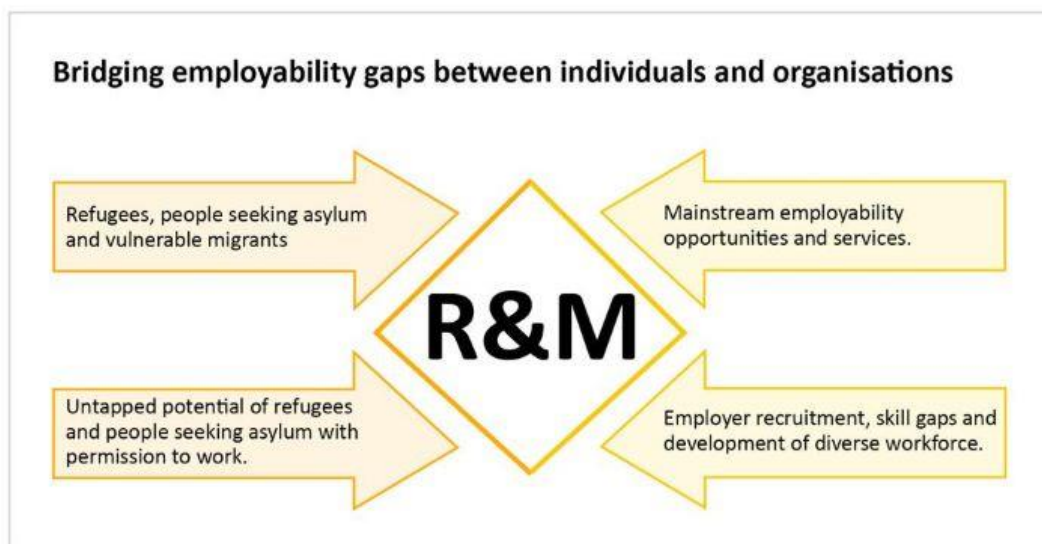 Bridging employability gaps between individuals and organisations
Refugees, people seeking asylum
and vulnerable migrants
Mainstream employability
opportunities and services.
R&M
Untapped potential of refugees
and people seeking asylum with
permission to work.
Employer recruitment, skill gaps and
development of diverse workforce.